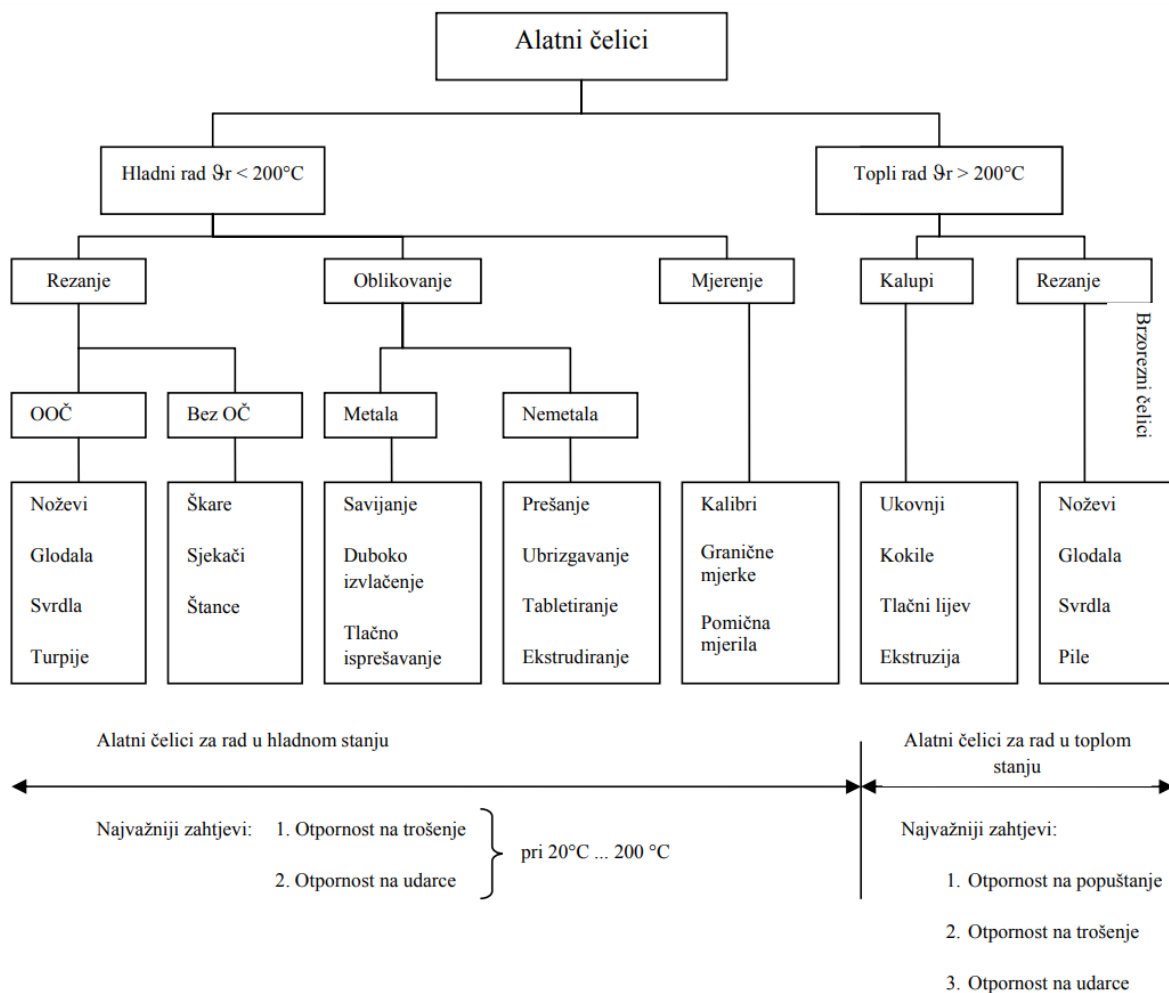 Alatni čelici
Hladni rad ϑr < 200°C
Topli rad ϑr > 200°C
Rezanje
Oblikovanje
Mjerenje
Kalupi
Rezanje
Brzorezni čelici
OOČ
Bez OČ
Metala
Nemetala
Noževi
Glodala
Svrdla
Turpije
Škare
Sjekači
Štance
Savijanje
Duboko
izvlačenje
Tlačno
isprešavanje
Prešanje
Ubrizgavanje
Tabletiranje
Ekstrudiranje
Kalibri
Granične
mjerke
Pomična
mjerila
Ukovnji
Kokile
Tlačni lijev
Ekstruzija
Noževi
Glodala
Svrdla
Pile
Alatni čelici za rad u hladnom stanju
Alatni čelici za rad u toplom
stanju
Najvažniji zahtjevi: 1. Otpornost na trošenje
2. Otpornost na udarce
pri 20°C ... 200 °C
Najvažniji zahtjevi:
1. Otpornost na popuštanje
2. Otpornost na trošenje
3. Otpornost na udarce